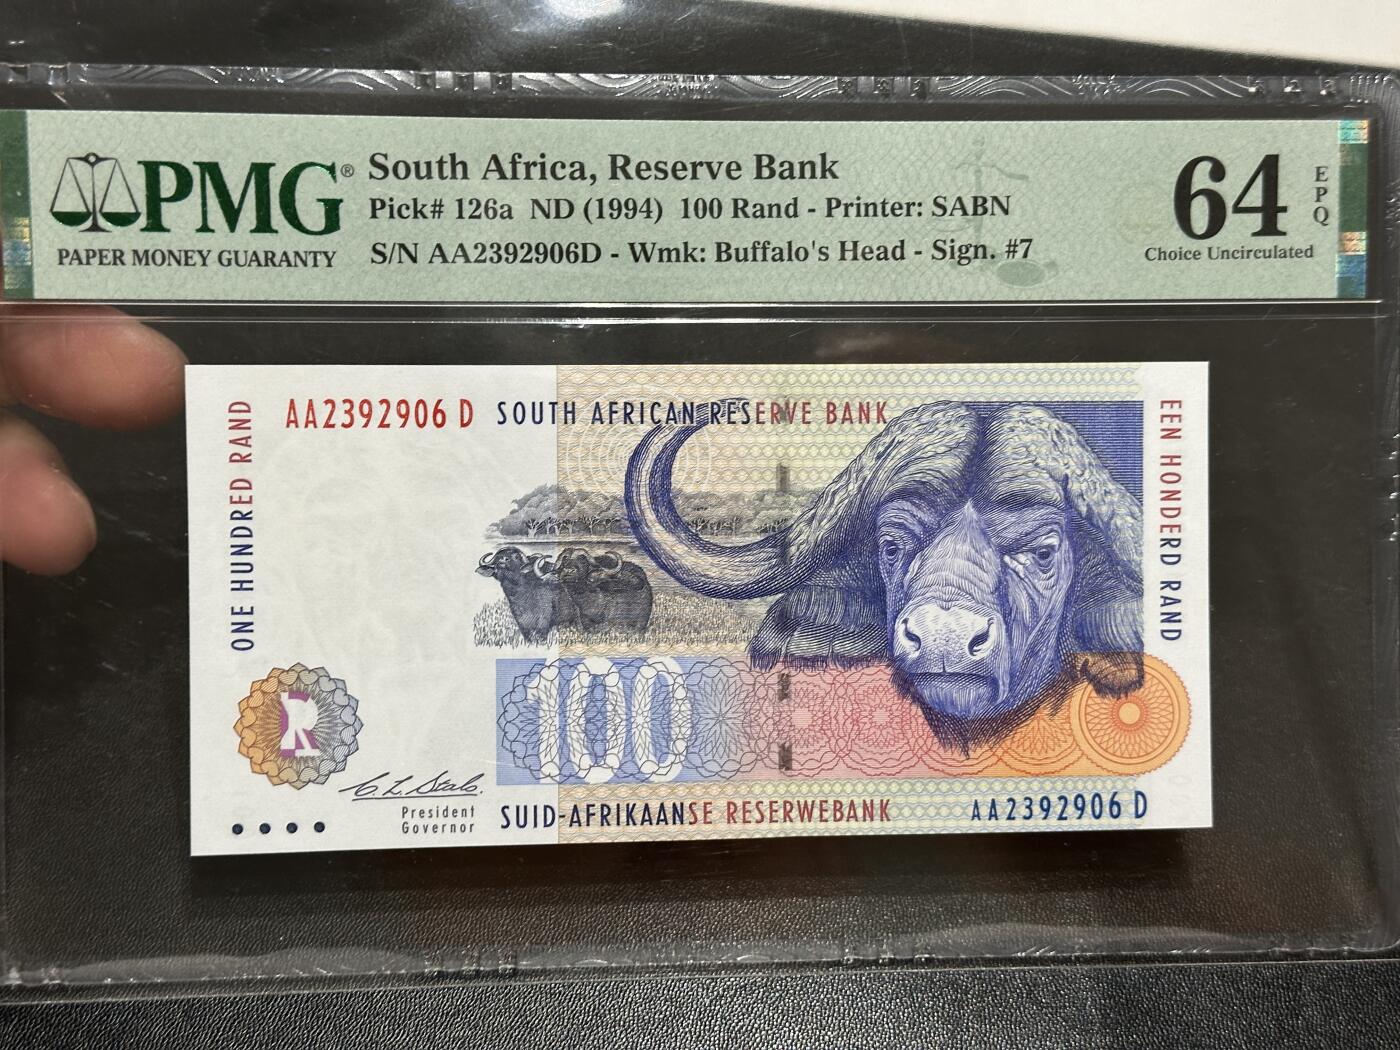 PMG®
PAPER MONEY GUARANTY
South Africa, Reserve Bank
Pick# 126a ND (1994) 100 Rand - Printer: SABN
S/N AA2392906D - Wmk: Buffalo's Head - Sign. #7
64
EPQ
Choice Uncirculated
ONE HUNDRED RAND
AA2392906 D
SOUTH AFRICAN RESERVE BANK
EEN HONDERD RAND
100
R
C. L. Stals.
President
Governor
SUID-AFRIKAANSE RESERWEBANK
AA2392906 D